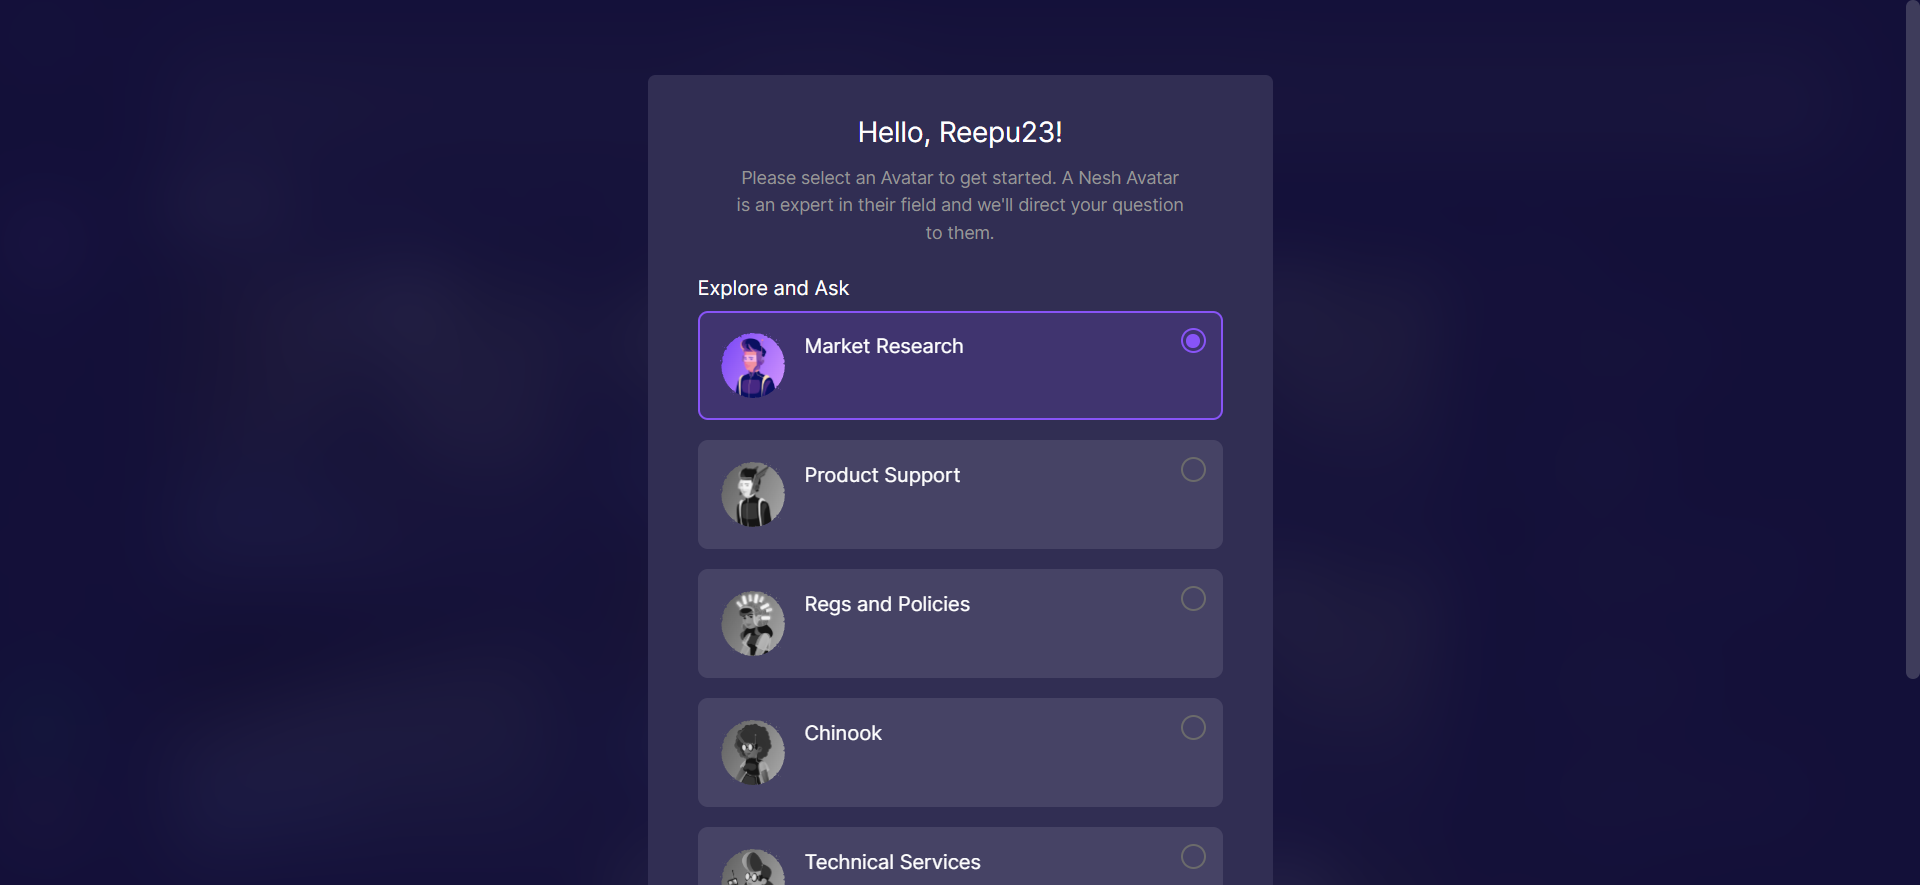 Hello, Reepu23!
Please select an Avatar to get started. A Nesh Avatar
is an expert in their field and we'll direct your question
to them.
Explore and Ask
Market Research
Product Support
Regs and Policies
Chinook
Technical Services